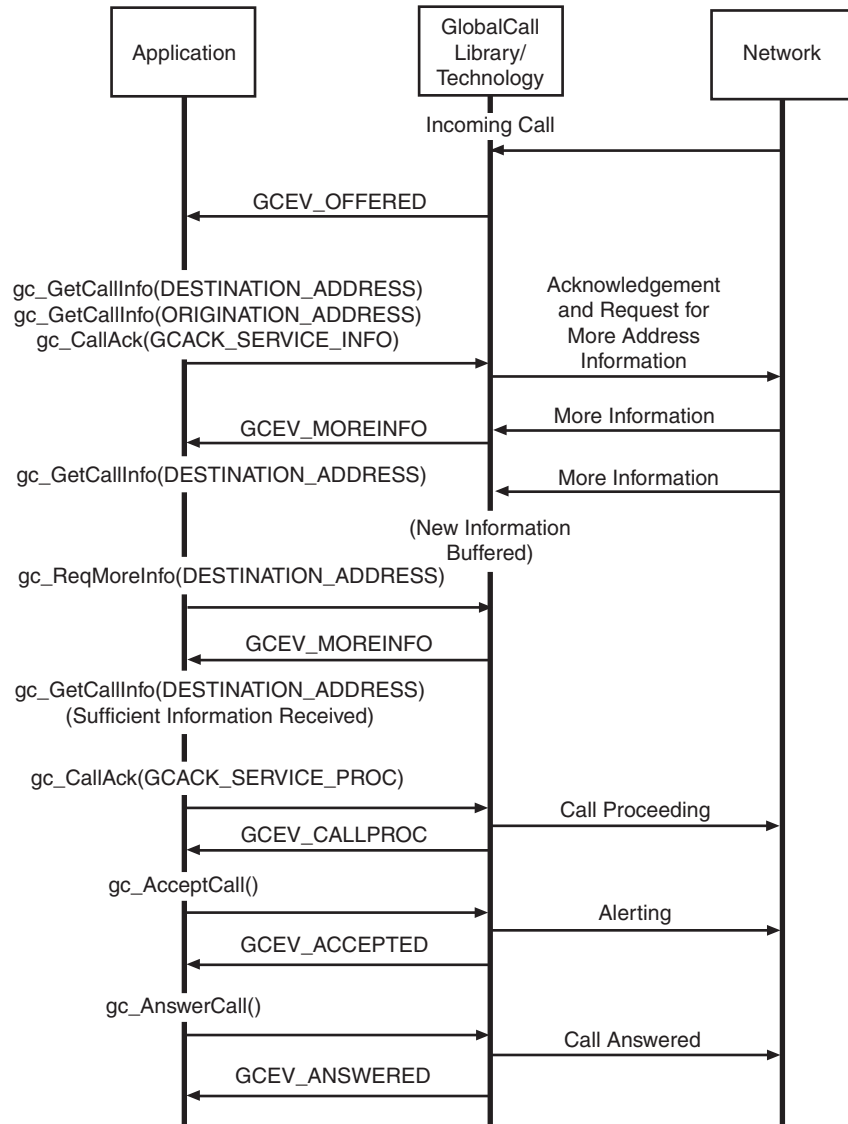 Application
GlobalCall
Library/
Technology
Network
Incoming Call
GCEV_OFFERED
gc_GetCallInfo(DESTINATION_ADDRESS)
gc_GetCallInfo(ORIGINATION_ADDRESS)
gc_CallAck(GCACK_SERVICE_INFO)
Acknowledgement
and Request for
More Address
Information
More Information
GCEV_MOREINFO
gc_GetCallInfo(DESTINATION_ADDRESS)
More Information
(New Information
Buffered)
gc_ReqMoreInfo(DESTINATION_ADDRESS)
GCEV_MOREINFO
gc_GetCallInfo(DESTINATION_ADDRESS)
(Sufficient Information Received)
gc_CallAck(GCACK_SERVICE_PROC)
Call Proceeding
GCEV_CALLPROC
gc_AcceptCall()
Alerting
GCEV_ACCEPTED
gc_AnswerCall()
Call Answered
GCEV_ANSWERED